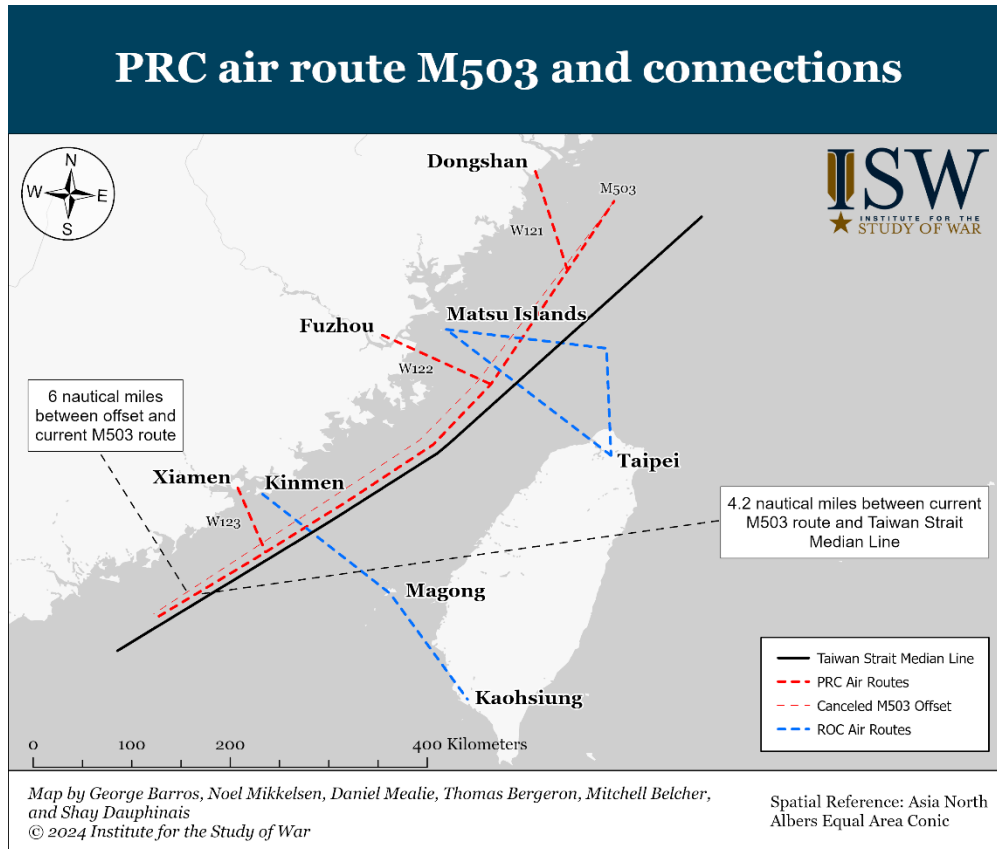 PRC air route M503 and connections
N
W
E
S
ISW
INSTITUTE FOR THE
STUDY OF WAR
Dongshan
M503
W121
Matsu Islands
Fuzhou
W122
6 nautical miles
between offset and
current M503 route
Xiamen
Kinmen
Taipei
W123
4.2 nautical miles between current
M503 route and Taiwan Strait
Median Line
Magong
Kaohsiung
Taiwan Strait Median Line
PRC Air Routes
Canceled M503 Offset
ROC Air Routes
0 100 200 400 Kilometers
Map by George Barros, Noel Mikkelsen, Daniel Mealie, Thomas Bergeron, Mitchell Belcher,
and Shay Dauphinais
© 2024 Institute for the Study of War
Spatial Reference: Asia North
Albers Equal Area Conic